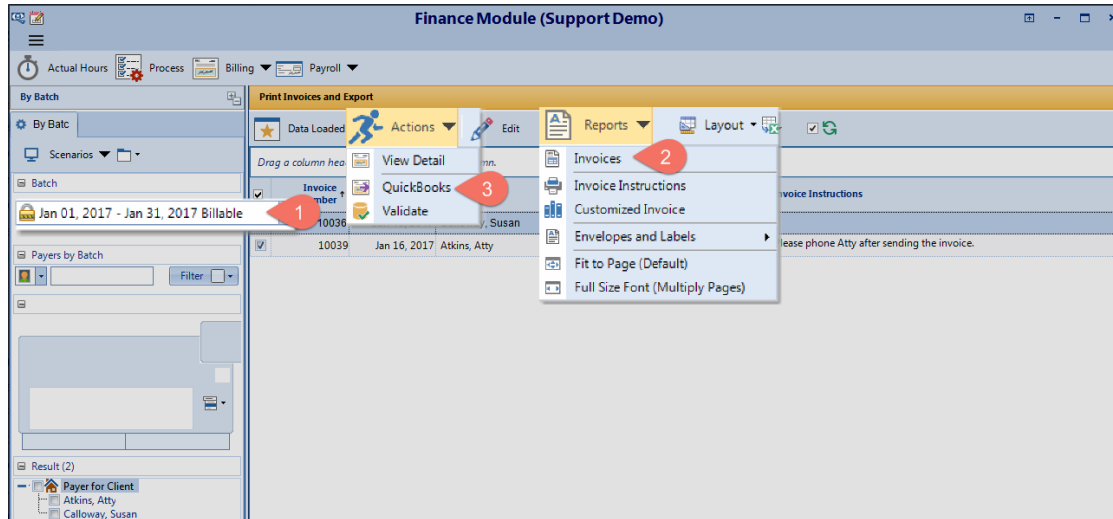 Finance Module (Support Demo)
Actual Hours Process Billing Payroll
By Batch
Print Invoices and Export
By Batc
Data Loaded Actions Edit Reports Layout
Scenarios
View Detail
Invoices 2
Drag a column hea
mn.
Batch
QuickBooks 3
Invoice Instructions
Invoice
mber
voice Instructions
Jan 01, 2017 - Jan 31, 2017 Billable 1
Validate
Customized Invoice
10036
, Susan
Envelopes and Labels
10039 Jan 16, 2017 Atkins, Atty
lease phone Atty after sending the invoice.
Payers by Batch
Fit to Page (Default)
Filter
Full Size Font (Multiply Pages)
Result (2)
Payer for Client
Atkins, Atty
Calloway, Susan